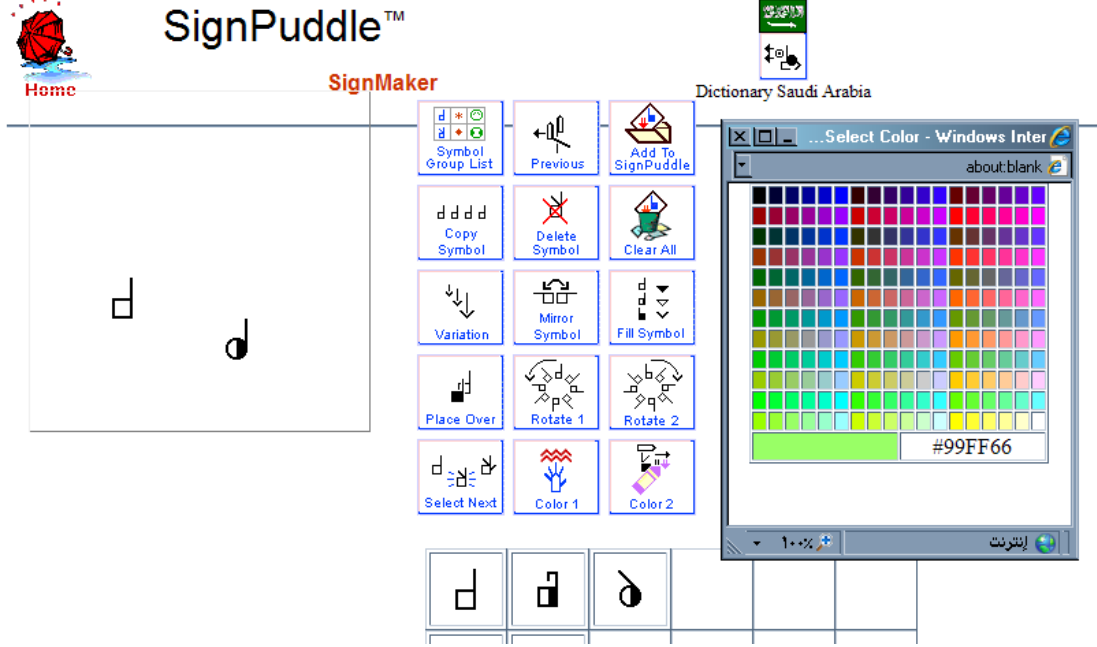 SignPuddle™
Home
SignMaker
Dictionary Saudi Arabia
Symbol
Group List
Previous
Add To
SignPuddle
Copy
Symbol
Delete
Symbol
Clear All
Variation
Mirror
Symbol
Fill Symbol
Place Over
Rotate 1
Rotate 2
Select Next
Color 1
Color 2
...Select Color - Windows Inter
about:blank
#99FF66
١٠٠%
إنترنت